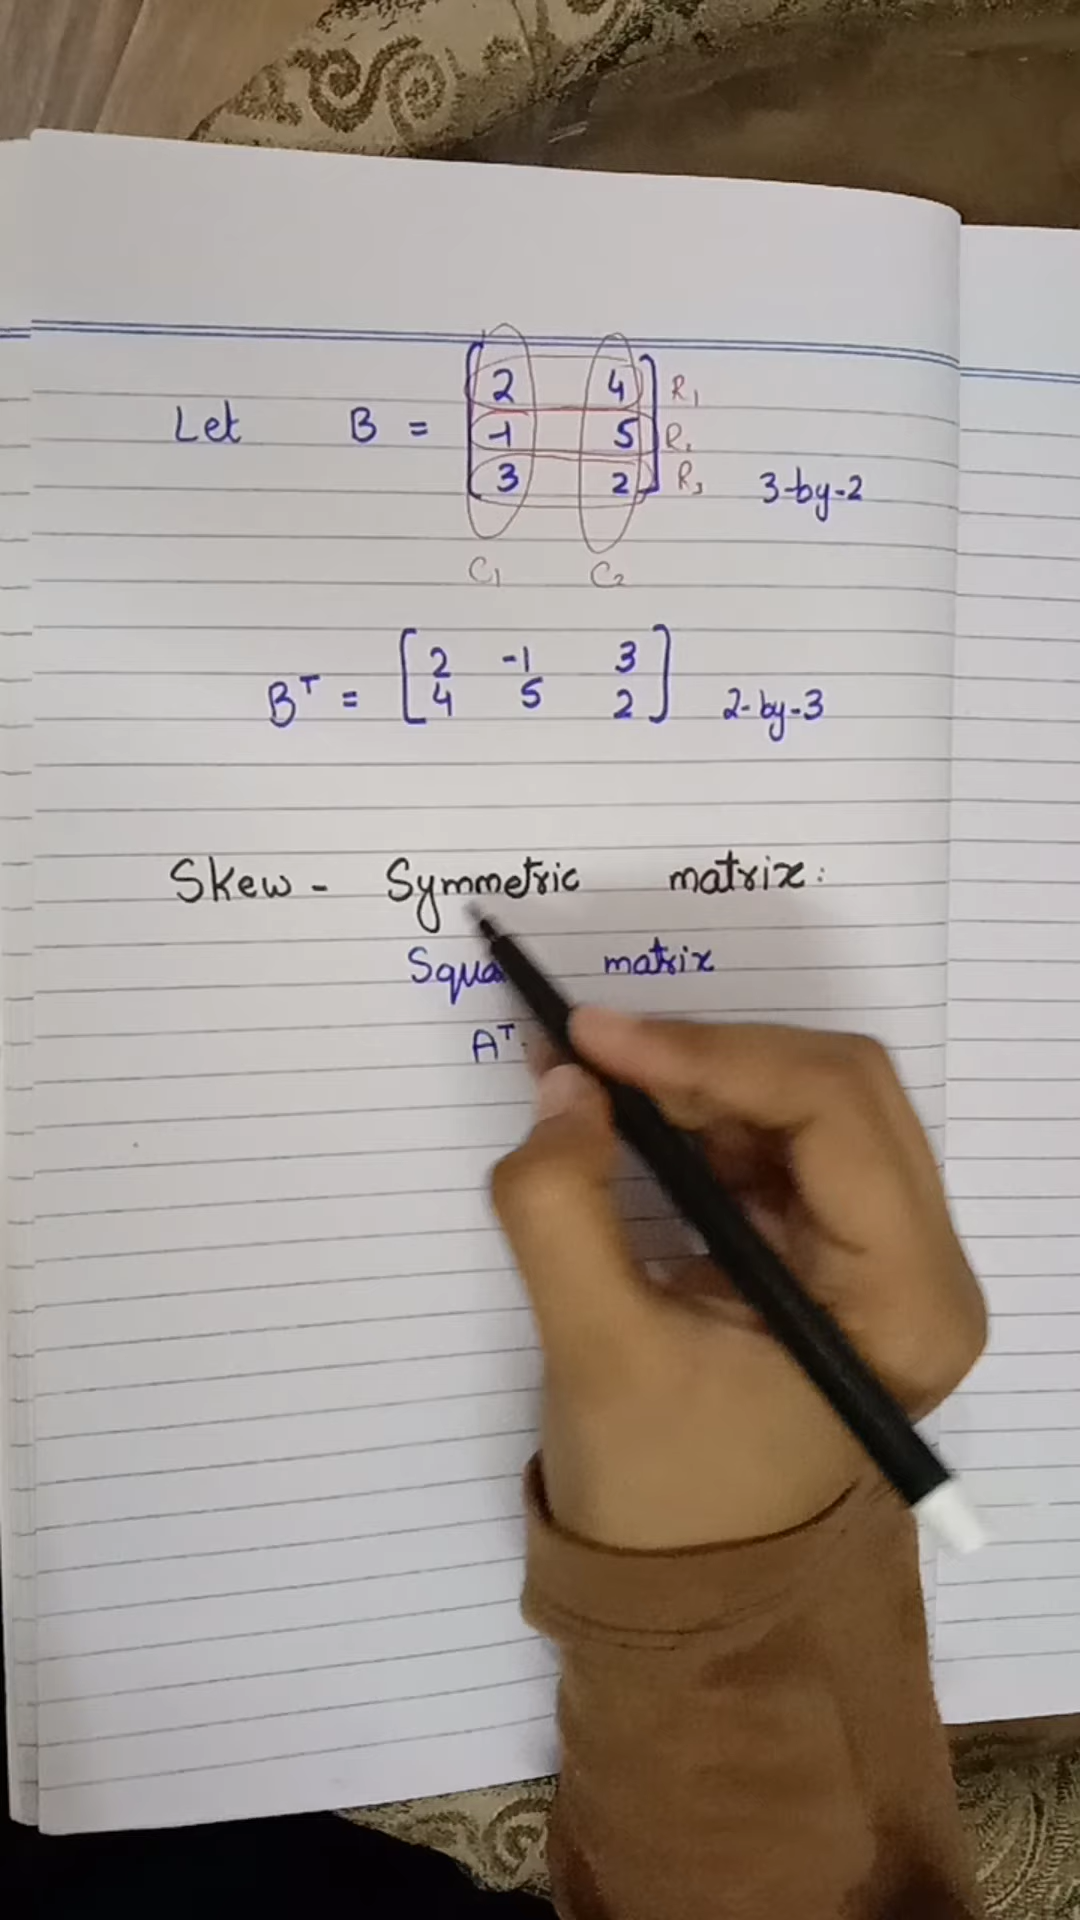 2 4 R1
Let B = -1 5 R2
3 2 R3 3-by-2
C1 C2
2 -1 3
B^T = 4 5 2 2-by-3
Skew - Symmetric matrix:
matrix
A^T